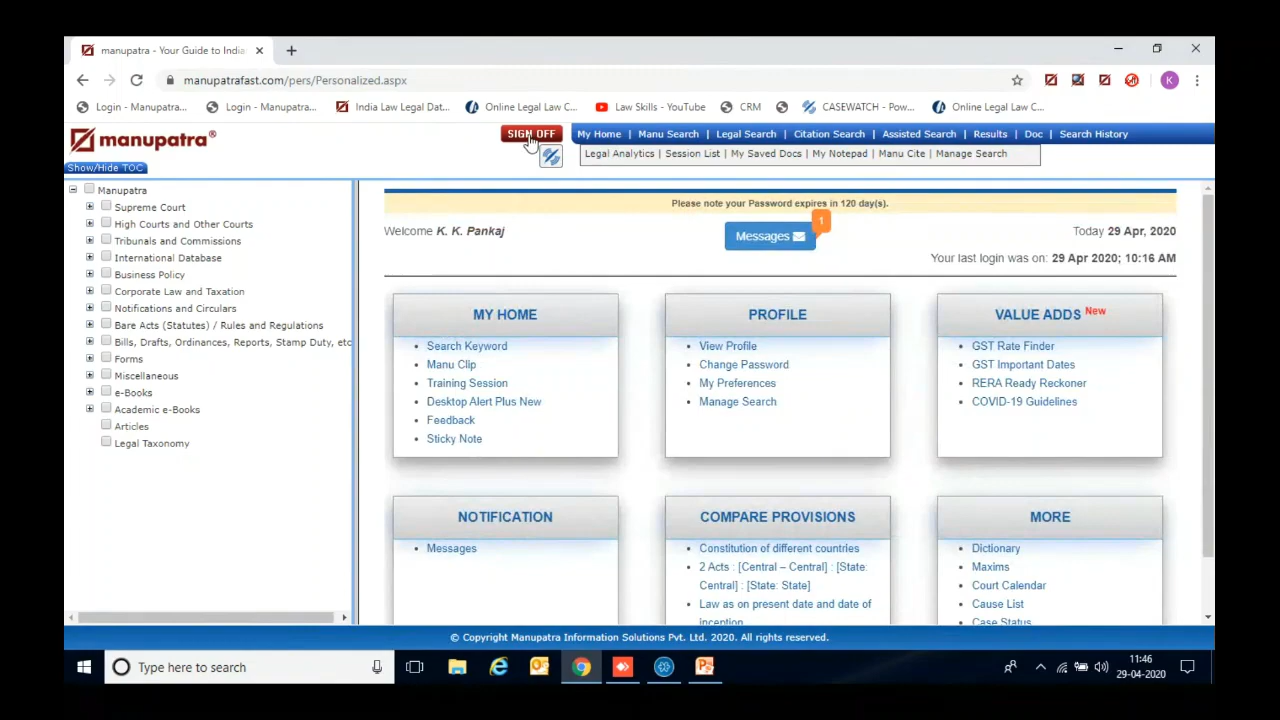 manupatra - Your Guide to India
manupatrafast.com/pers/Personalized.aspx
K
Login - Manupatra...
Login - Manupatra...
India Law Legal Dat...
Online Legal Law C...
Law Skills - YouTube
CRM
CASEWATCH - Pow...
Online Legal Law C...
manupatra®
SIGN OFF
My Home | Manu Search | Legal Search | Citation Search | Assisted Search | Results | Doc | Search History
Legal Analytics | Session List | My Saved Docs | My Notepad | Manu Cite | Manage Search
Show/Hide TOC
Manupatra
Supreme Court
High Courts and Other Courts
Tribunals and Commissions
International Database
Business Policy
Corporate Law and Taxation
Notifications and Circulars
Bare Acts (Statutes) / Rules and Regulations
Bills, Drafts, Ordinances, Reports, Stamp Duty, etc
Forms
Miscellaneous
e-Books
Academic e-Books
Articles
Legal Taxonomy
Please note your Password expires in 120 day(s).
Welcome K. K. Pankaj
Messages
1
Today 29 Apr, 2020
Your last login was on: 29 Apr 2020; 10:16 AM
MY HOME
Search Keyword
Manu Clip
Training Session
Desktop Alert Plus New
Feedback
Sticky Note
PROFILE
View Profile
Change Password
My Preferences
Manage Search
VALUE ADDS New
GST Rate Finder
GST Important Dates
RERA Ready Reckoner
COVID-19 Guidelines
NOTIFICATION
Messages
COMPARE PROVISIONS
Constitution of different countries
2 Acts : [Central – Central] : [State:
Central] : [State: State]
Law as on present date and date of
inception
MORE
Dictionary
Maxims
Court Calendar
Cause List
Case Status
© Copyright Manupatra Information Solutions Pvt. Ltd. 2020. All rights reserved.
Type here to search
11:46
29-04-2020